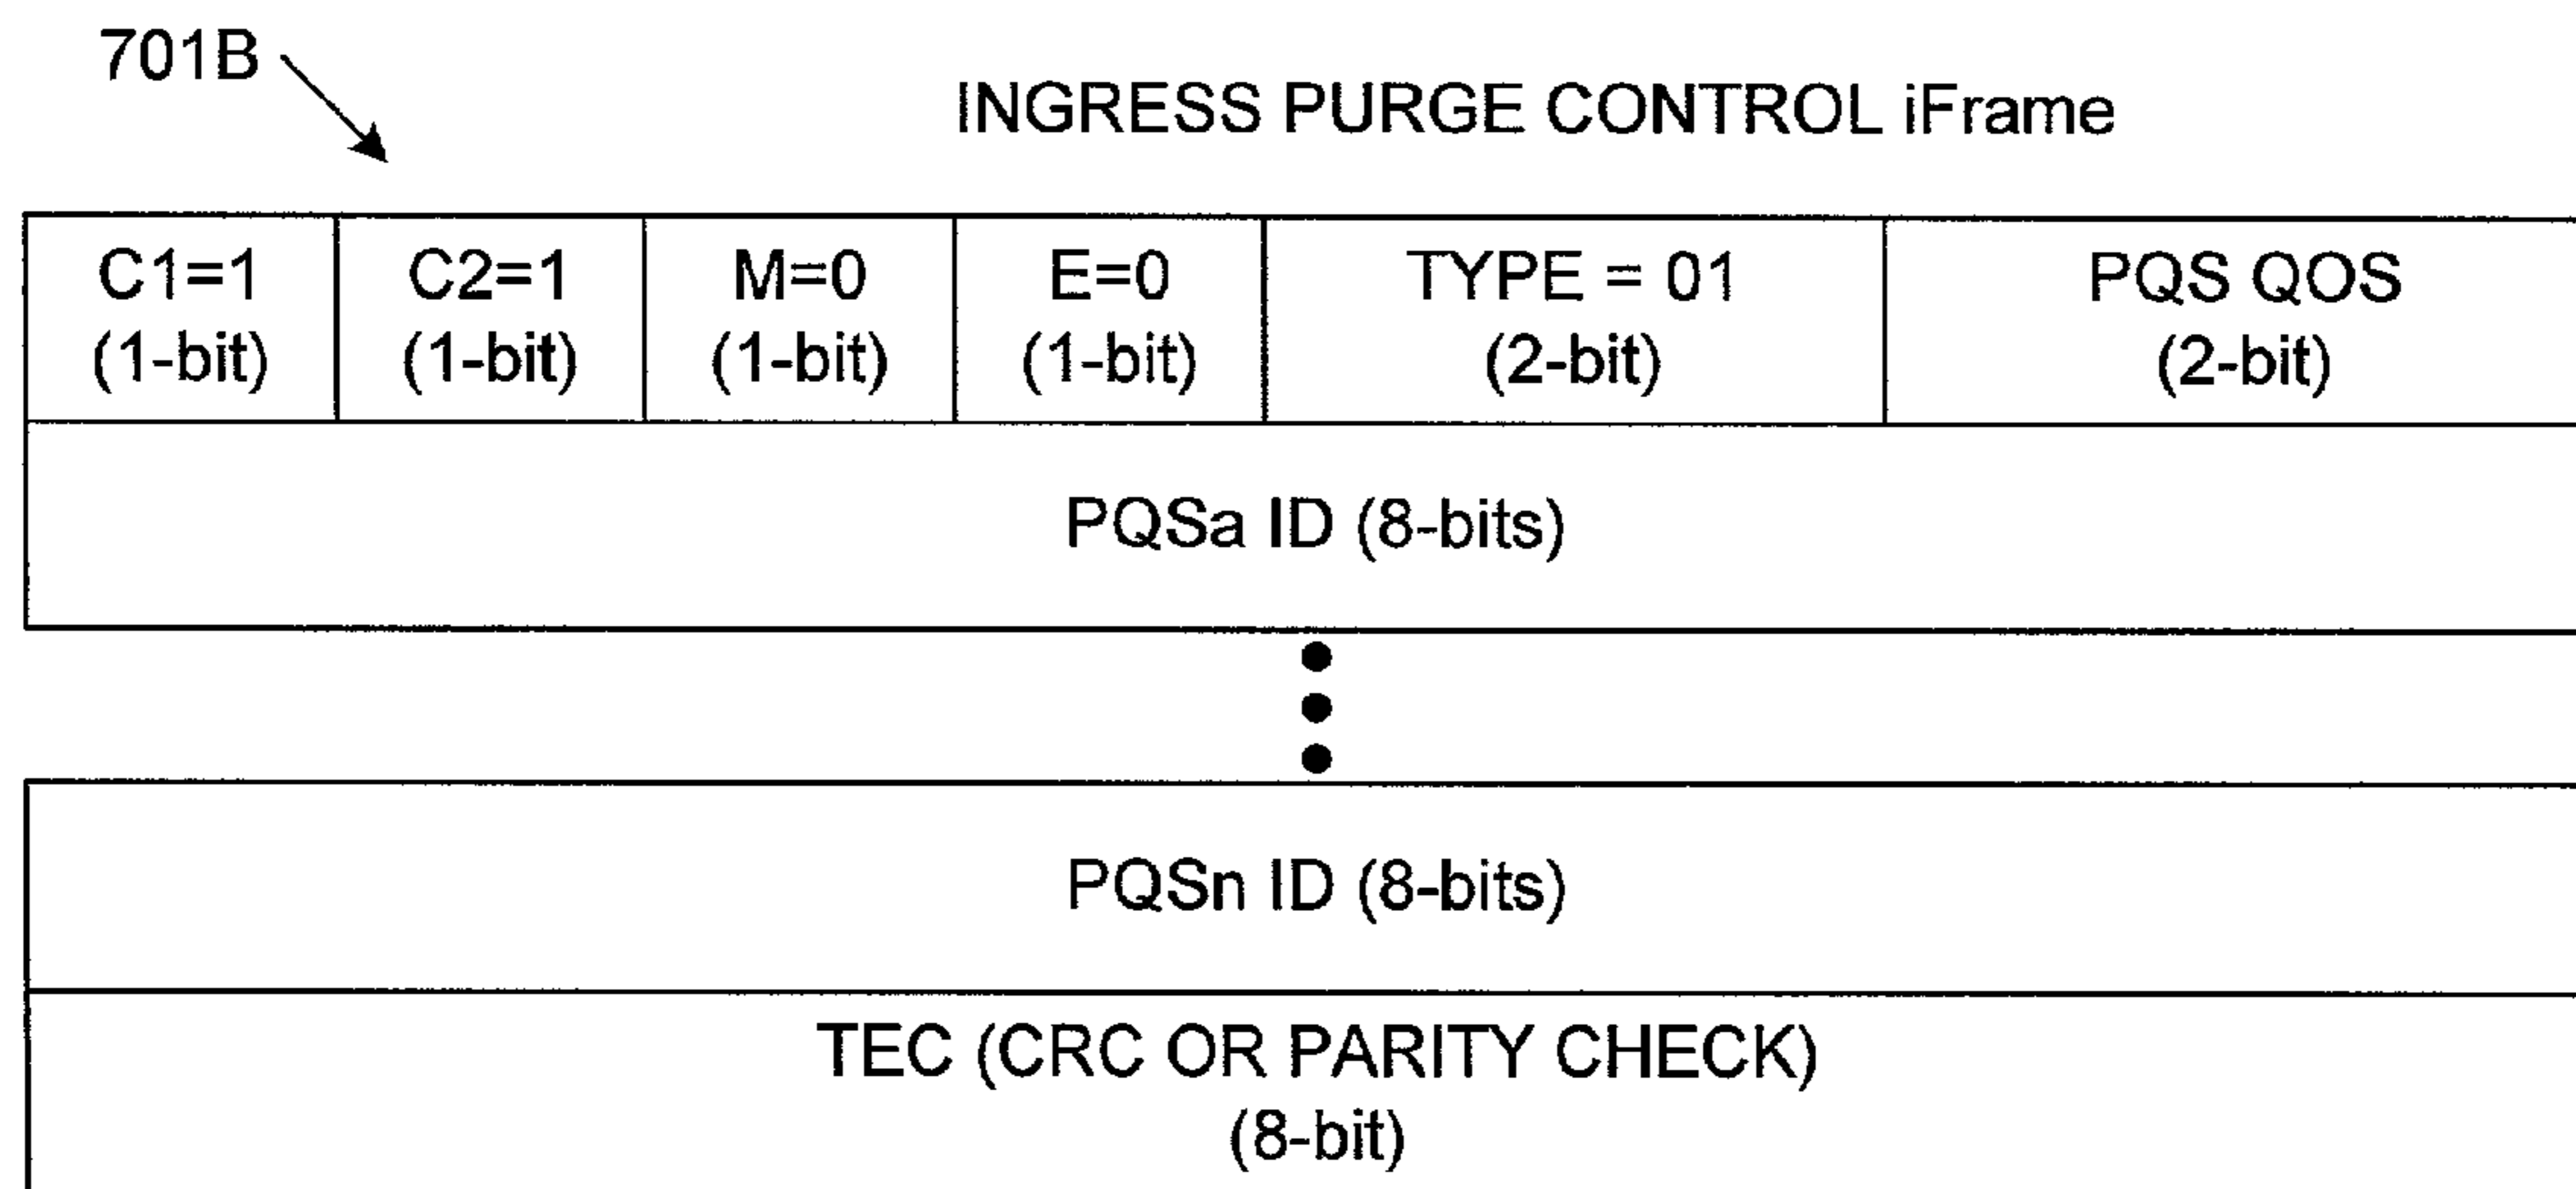 701B
INGRESS PURGE CONTROL iFrame
C1=1
(1-bit)
C2=1
(1-bit)
M=0
(1-bit)
E=0
(1-bit)
TYPE = 01
(2-bit)
PQS QOS
(2-bit)
PQSa ID (8-bits)
PQSn ID (8-bits)
TEC (CRC OR PARITY CHECK)
(8-bit)